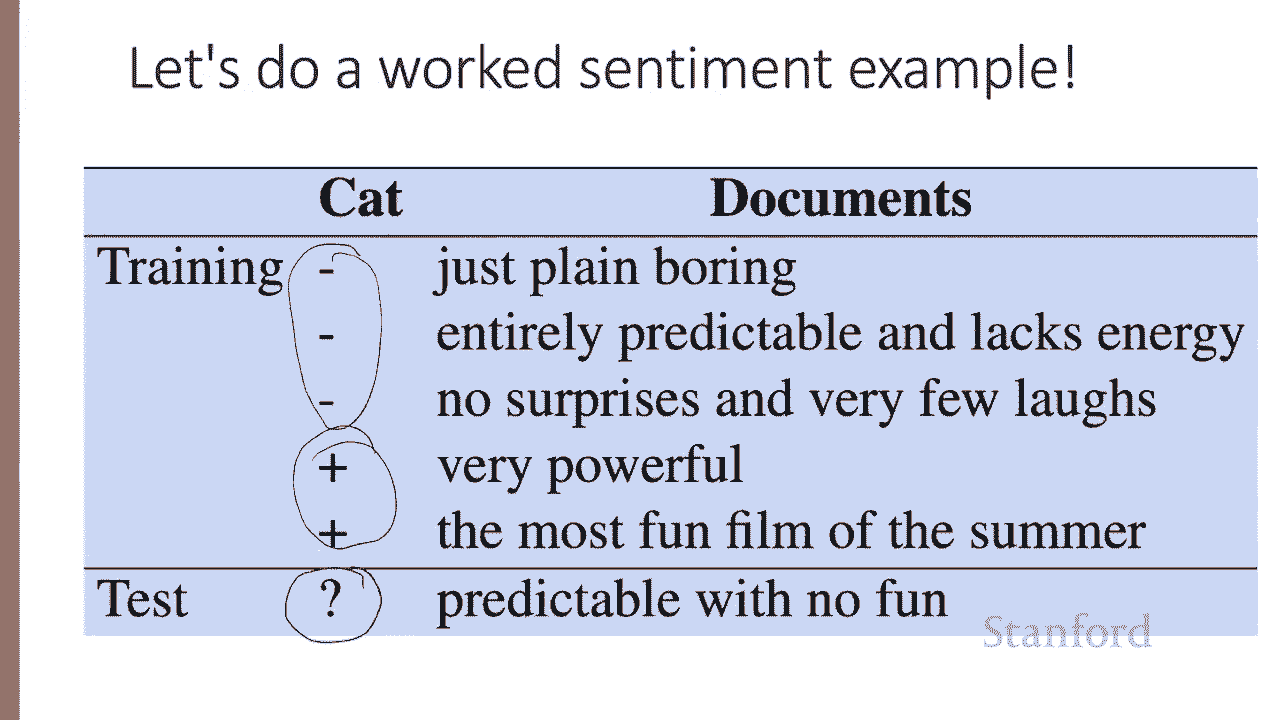 Let's do a worked sentiment example!
Cat Documents
Training - just plain boring
- entirely predictable and lacks energy
- no surprises and very few laughs
+ very powerful
+ the most fun film of the summer
Test ? predictable with no fun
Stanford